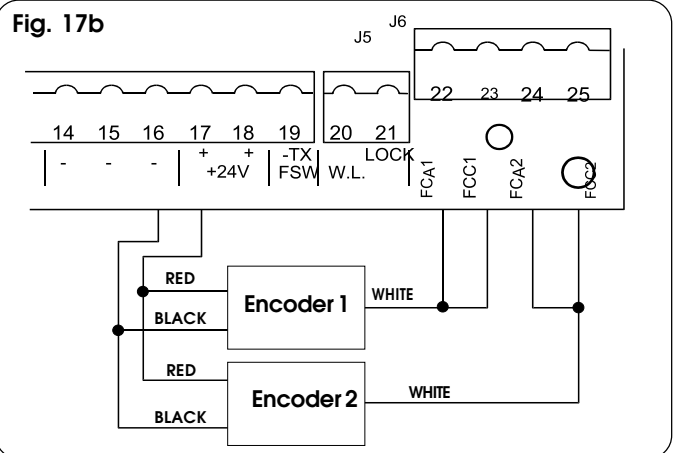 Fig. 17b
J5 J6
22 23 24 25
14 15 16 17 18 19 20 21
- - - + + -TX LOCK
+24V FSW W.L.
FCA1 FCC1 FCA2 FCC2
RED
Encoder 1 WHITE
BLACK
RED
Encoder 2 WHITE
BLACK